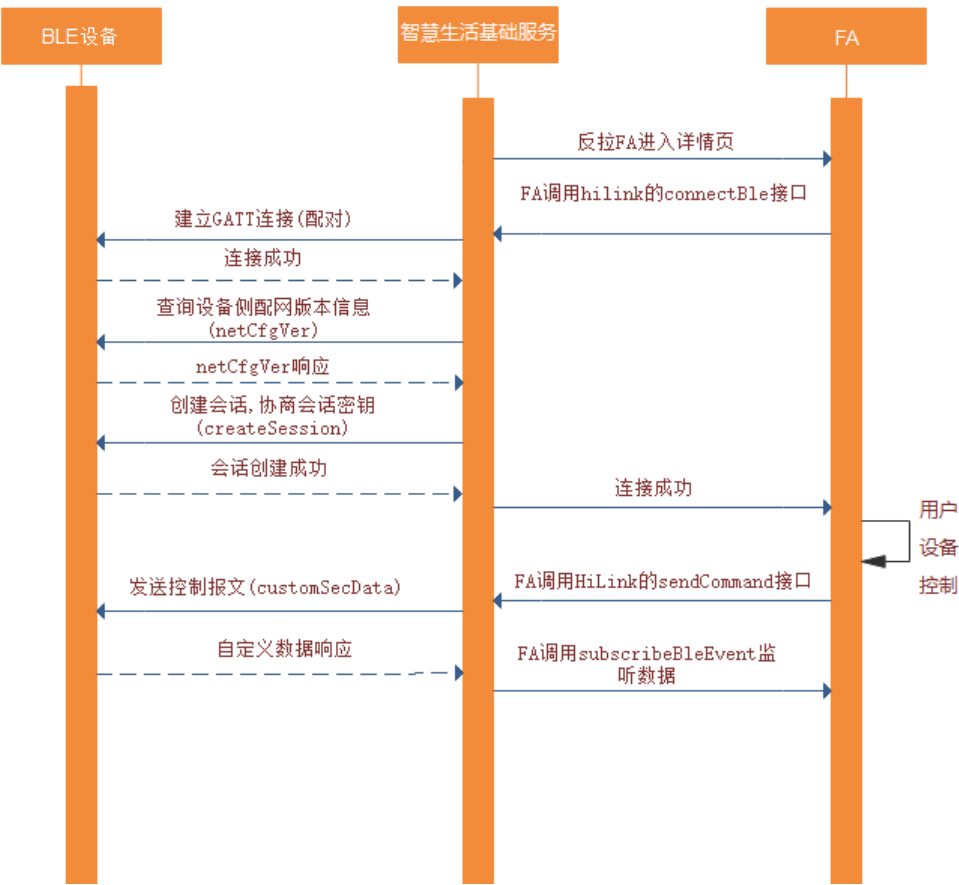 BLE设备
智慧生活基础服务
FA
反拉FA进入详情页
FA调用hilink的connectBle接口
建立GATT连接(配对)
连接成功
查询设备侧配网版本信息
(netCfgVer)
netCfgVer响应
创建会话,协商会话密钥
(createSession)
会话创建成功
连接成功
用户
设备
控制
FA调用HiLink的sendCommand接口
发送控制报文(customSecData)
自定义数据响应
FA调用subscribeBleEvent监
听数据